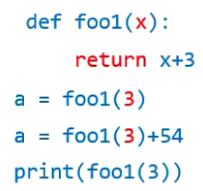 def foo1(x):
return x+3
a = foo1(3)
a = foo1(3)+54
print(foo1(3))